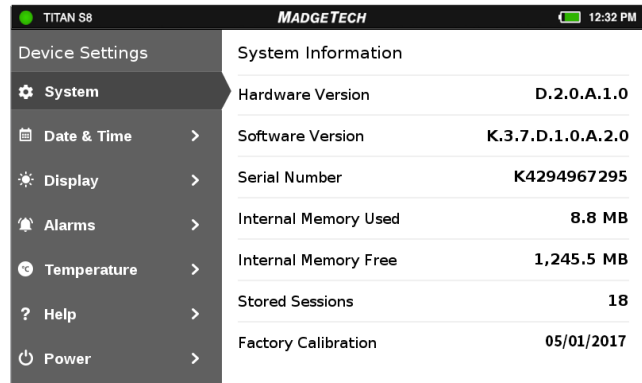 TITAN S8 MADGETECH 12:32 PM
Device Settings
System
Date & Time
Display
Alarms
°C Temperature
? Help
Power
System Information
Hardware Version D.2.0.A.1.0
Software Version K.3.7.D.1.0.A.2.0
Serial Number K4294967295
Internal Memory Used 8.8 MB
Internal Memory Free 1,245.5 MB
Stored Sessions 18
Factory Calibration 05/01/2017